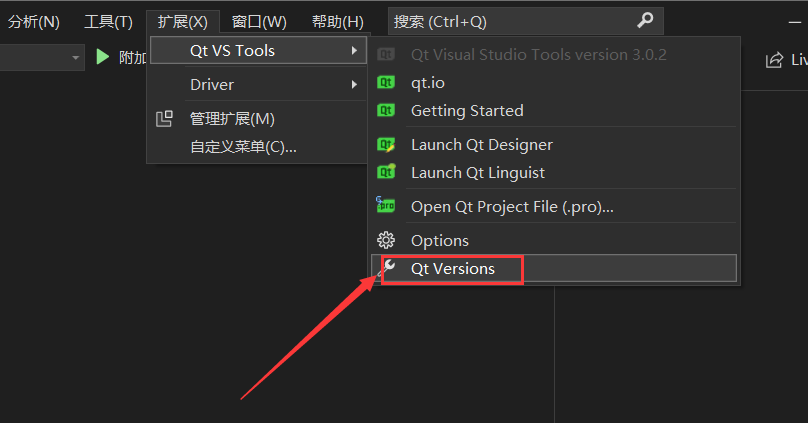 分析(N) 工具(T) 扩展(X) 窗口(W) 帮助(H) 搜索 (Ctrl+Q)
附加
Qt VS Tools
Driver
管理扩展(M)
自定义菜单(C)...
Qt Visual Studio Tools version 3.0.2
qt.io
Getting Started
Launch Qt Designer
Launch Qt Linguist
Open Qt Project File (.pro)...
Options
Qt Versions
Liv